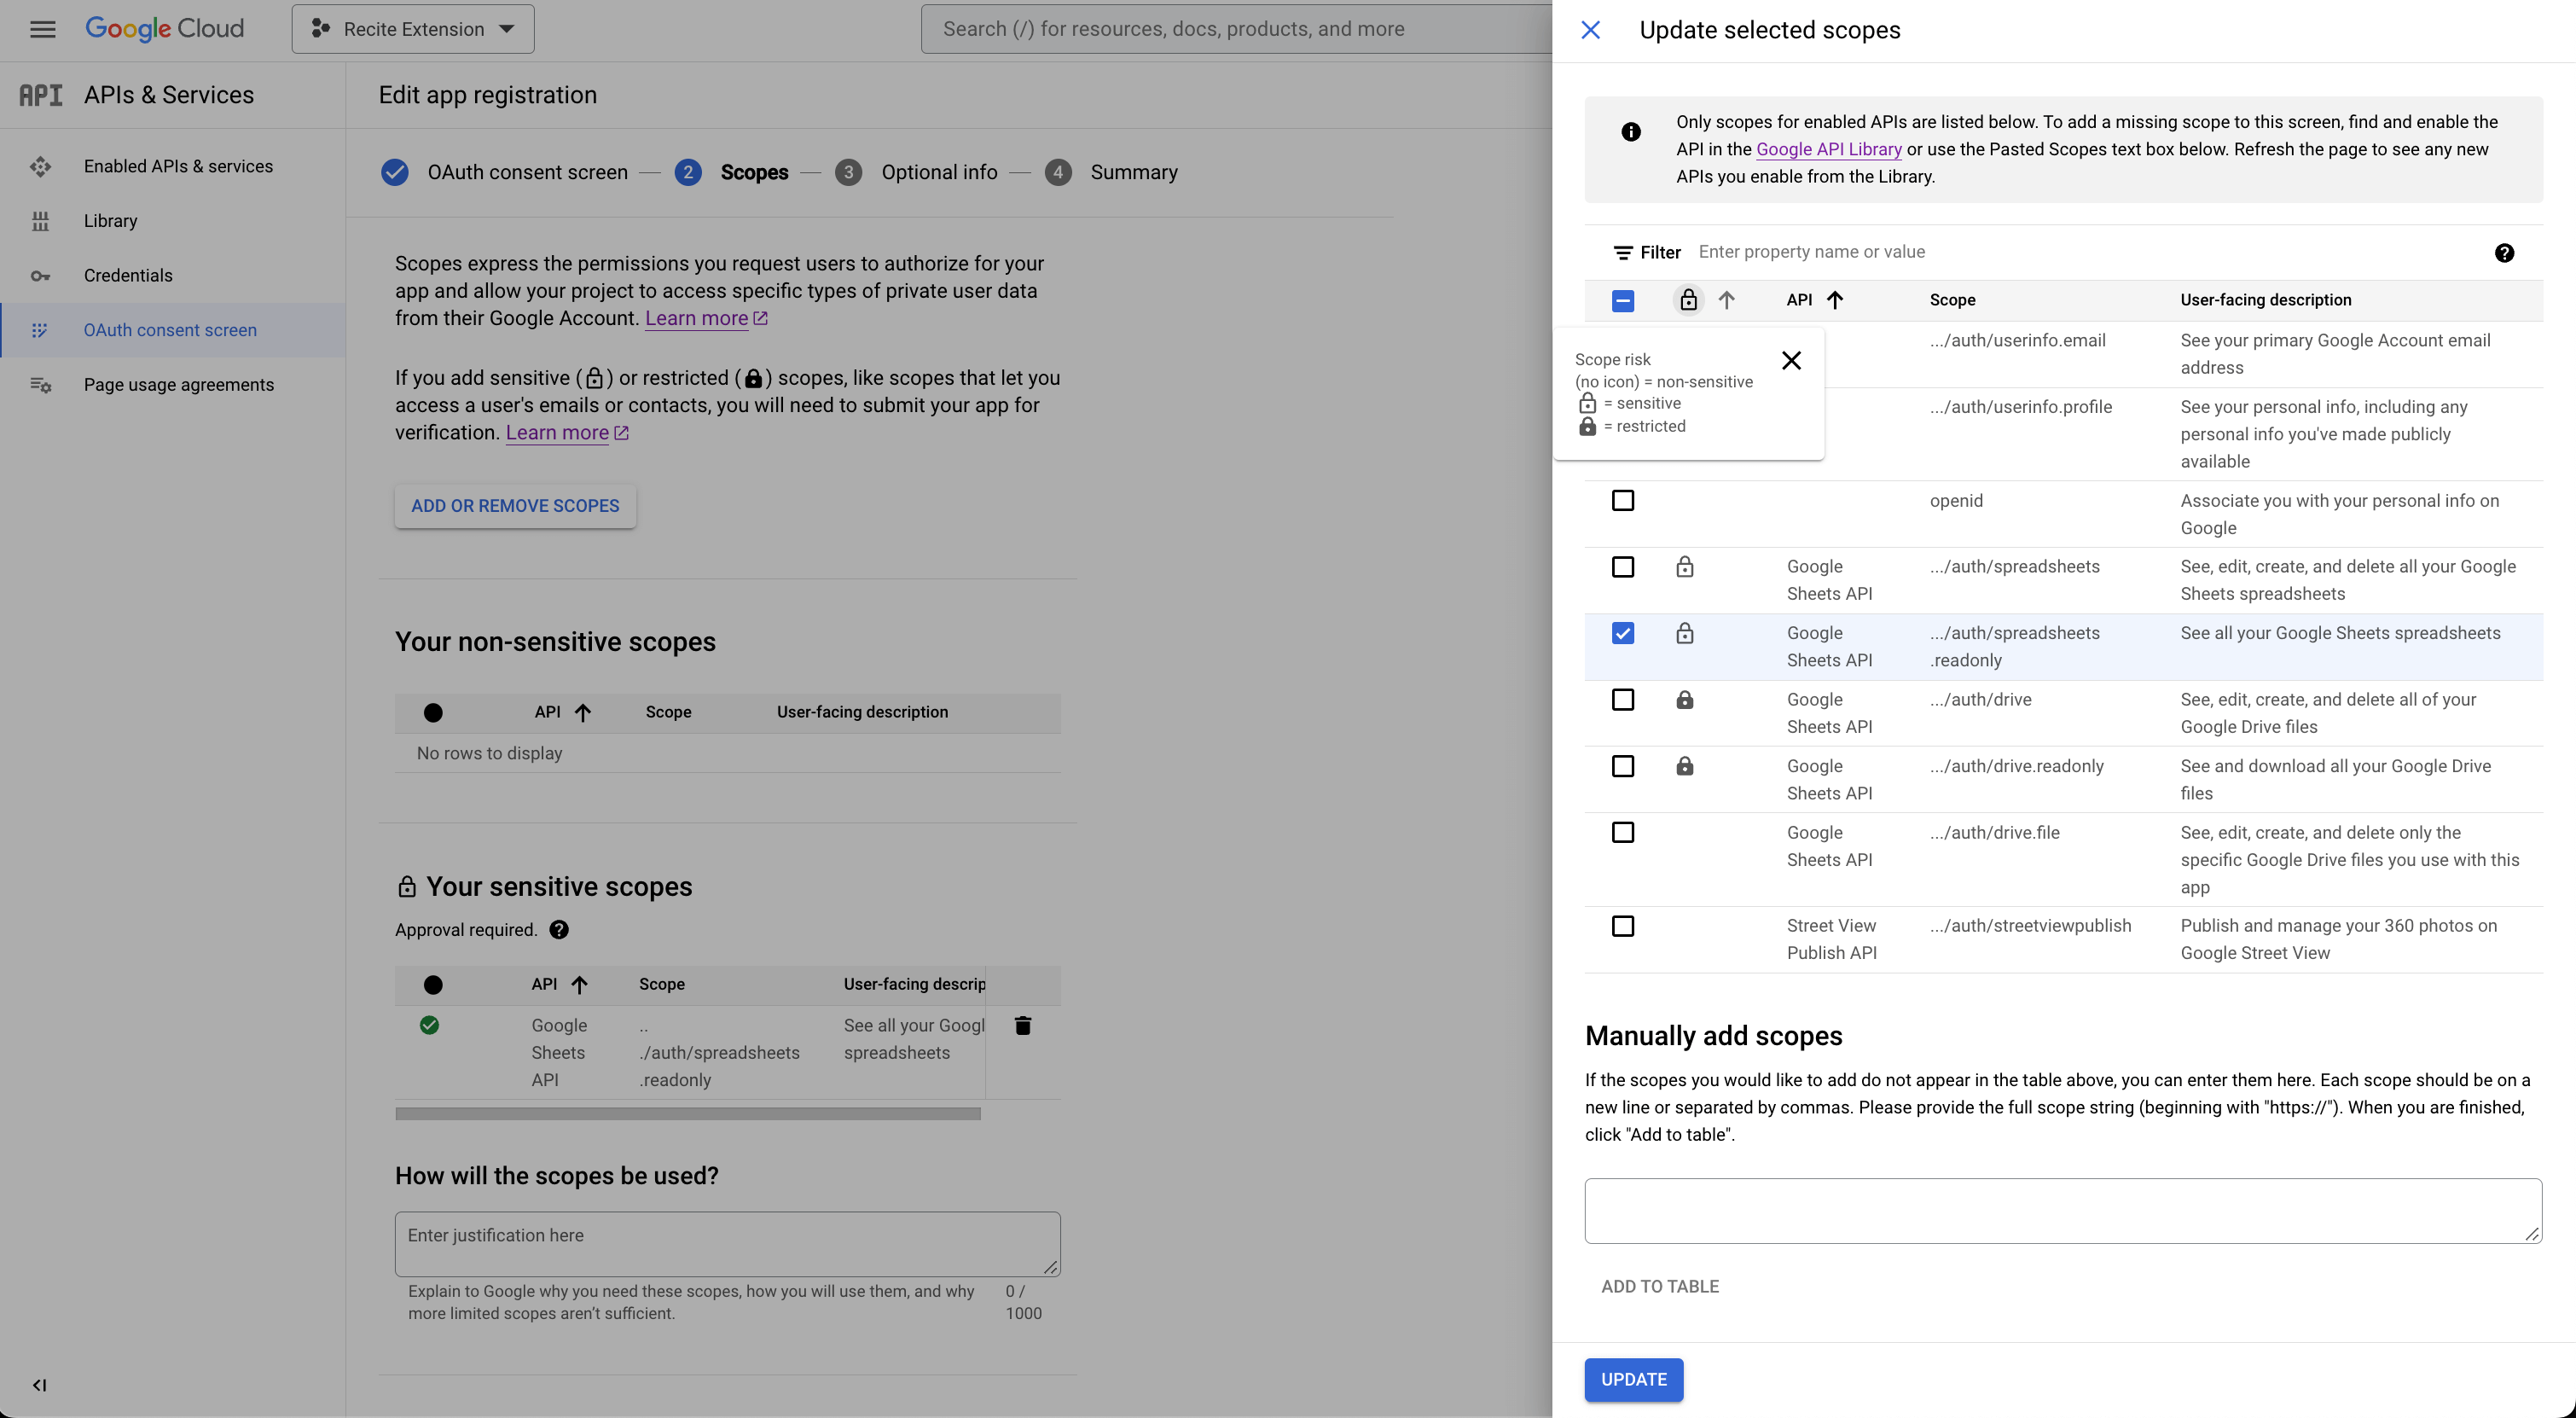 Google Cloud
Recite Extension
Search (/) for resources, docs, products, and more
API APIs & Services
Enabled APIs & services
Library
Credentials
OAuth consent screen
Page usage agreements
Edit app registration
OAuth consent screen — 2 Scopes — 3 Optional info — 4 Summary
Scopes express the permissions you request users to authorize for your
app and allow your project to access specific types of private user data
from their Google Account. Learn more
If you add sensitive ( ) or restricted ( ) scopes, like scopes that let you
access a user's emails or contacts, you will need to submit your app for
verification. Learn more
ADD OR REMOVE SCOPES
Your non-sensitive scopes
API Scope User-facing description
No rows to display
Your sensitive scopes
Approval required. ?
API Scope User-facing descrip
Google .. See all your Googl
Sheets ./auth/spreadsheets spreadsheets
API .readonly
How will the scopes be used?
Enter justification here
Explain to Google why you need these scopes, how you will use them, and why 0 /
more limited scopes aren't sufficient. 1000
Update selected scopes
Only scopes for enabled APIs are listed below. To add a missing scope to this screen, find and enable the
API in the Google API Library or use the Pasted Scopes text box below. Refresh the page to see any new
APIs you enable from the Library.
Filter Enter property name or value ?
API Scope User-facing description
Scope risk
(no icon) = non-sensitive
= sensitive
= restricted
.../auth/userinfo.email See your primary Google Account email
address
.../auth/userinfo.profile See your personal info, including any
personal info you've made publicly
available
openid Associate you with your personal info on
Google
Google .../auth/spreadsheets See, edit, create, and delete all your Google
Sheets API Sheets spreadsheets
Google .../auth/spreadsheets See all your Google Sheets spreadsheets
Sheets API .readonly
Google .../auth/drive See, edit, create, and delete all of your
Sheets API Google Drive files
Google .../auth/drive.readonly See and download all your Google Drive
Sheets API files
Google .../auth/drive.file See, edit, create, and delete only the
Sheets API specific Google Drive files you use with this
app
Street View .../auth/streetviewpublish Publish and manage your 360 photos on
Publish API Google Street View
Manually add scopes
If the scopes you would like to add do not appear in the table above, you can enter them here. Each scope should be on a
new line or separated by commas. Please provide the full scope string (beginning with "https://"). When you are finished,
click "Add to table".
ADD TO TABLE
UPDATE